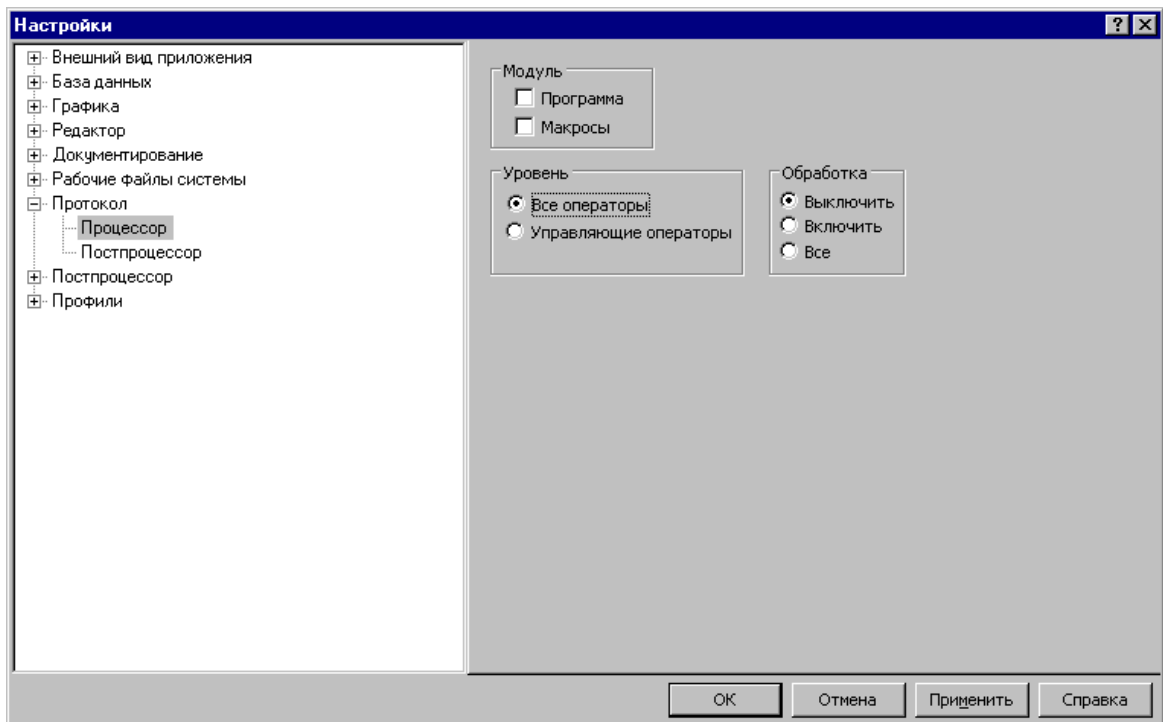 Настройки
Внешний вид приложения
База данных
Графика
Редактор
Документирование
Рабочие файлы системы
Протокол
Процессор
Постпроцессор
Постпроцессор
Профили
Модуль
Программа
Макросы
Уровень
Все операторы
Управляющие операторы
Обработка
Выключить
Включить
Все
ОК
Отмена
Применить
Справка